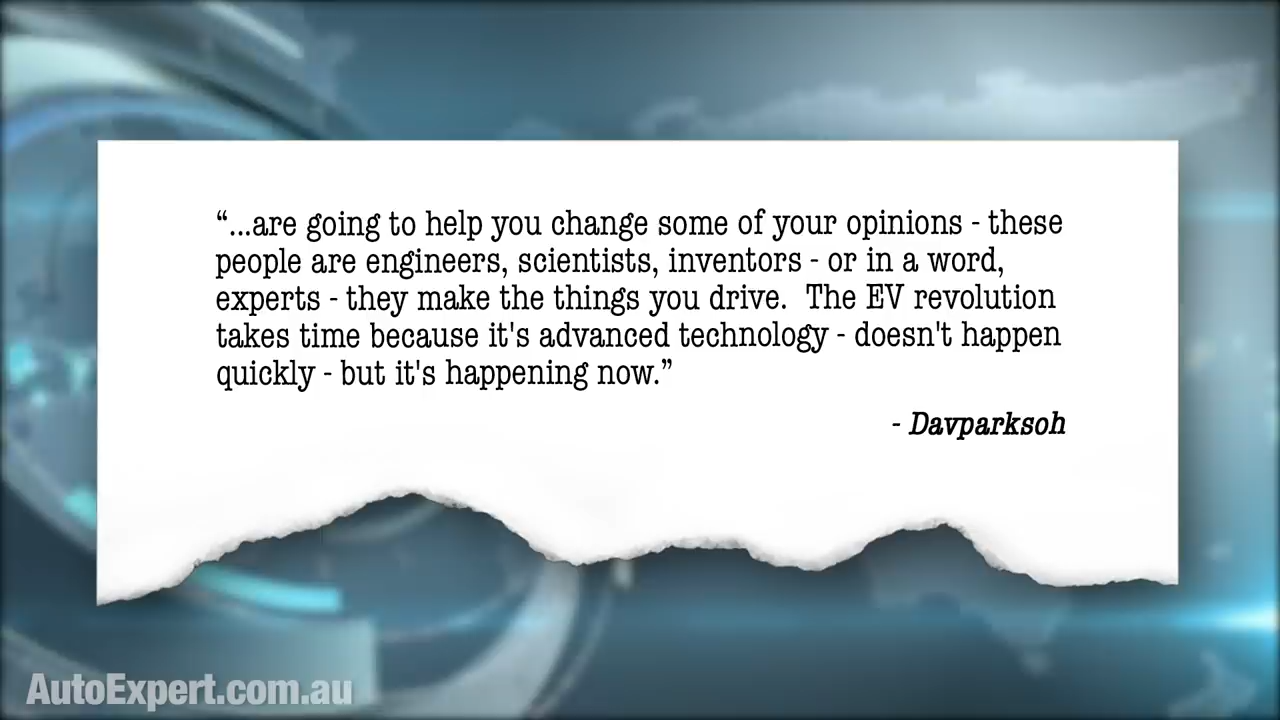 “...are going to help you change some of your opinions - these
people are engineers, scientists, inventors - or in a word,
experts - they make the things you drive.  The EV revolution
takes time because it's advanced technology - doesn't happen
quickly - but it's happening now.”
- Davparksoh
AutoExpert.com.au